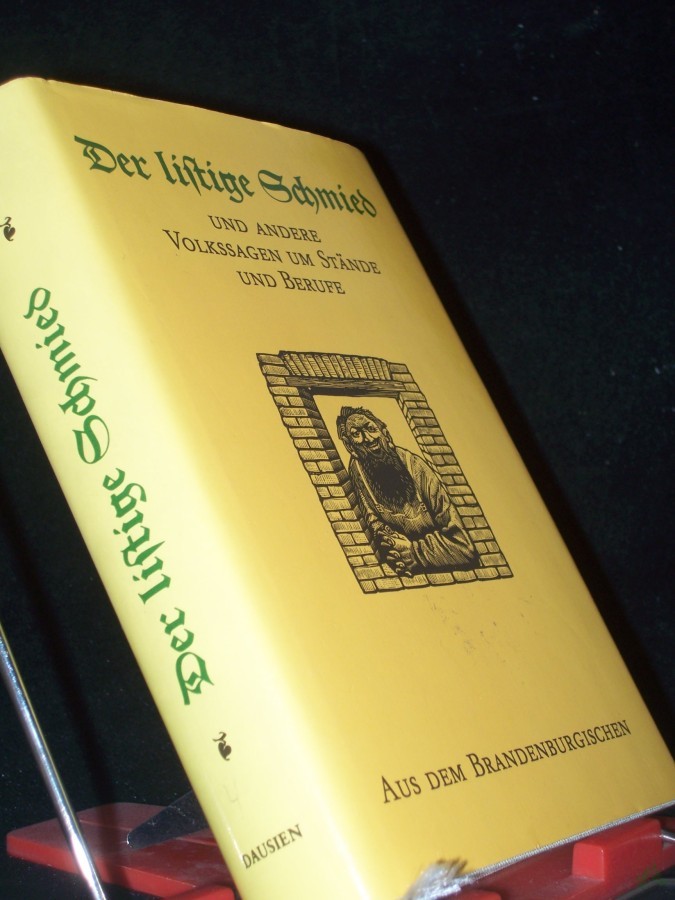 Der liſtige Schmied
UND ANDERE
VOLKSSAGEN UM STÄNDE
UND BERUFE
AUS DEM BRANDENBURGISCHEN
Der liſtige Schmied
DAUSIEN